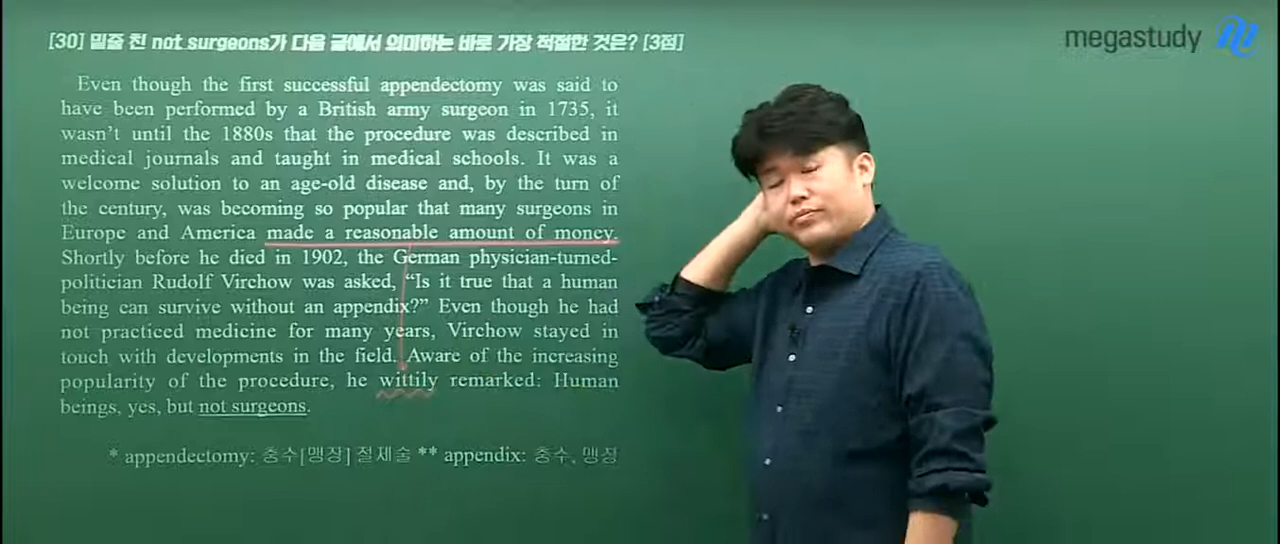 [30] 밑줄 친 not surgeons가 다음 글에서 의미하는 바로 가장 적절한 것은? [3점]
megastudy
Even though the first successful appendectomy was said to
have been performed by a British army surgeon in 1735, it
wasn't until the 1880s that the procedure was described in
medical journals and taught in medical schools. It was a
welcome solution to an age-old disease and, by the turn of
the century, was becoming so popular that many surgeons in
Europe and America made a reasonable amount of money.
Shortly before he died in 1902, the German physician-turned-
politician Rudolf Virchow was asked, “Is it true that a human
being can survive without an appendix?” Even though he had
not practiced medicine for many years, Virchow stayed in
touch with developments in the field. Aware of the increasing
popularity of the procedure, he wittily remarked: Human
beings, yes, but not surgeons.
* appendectomy: 충수[맹장] 절제술 ** appendix: 충수, 맹장